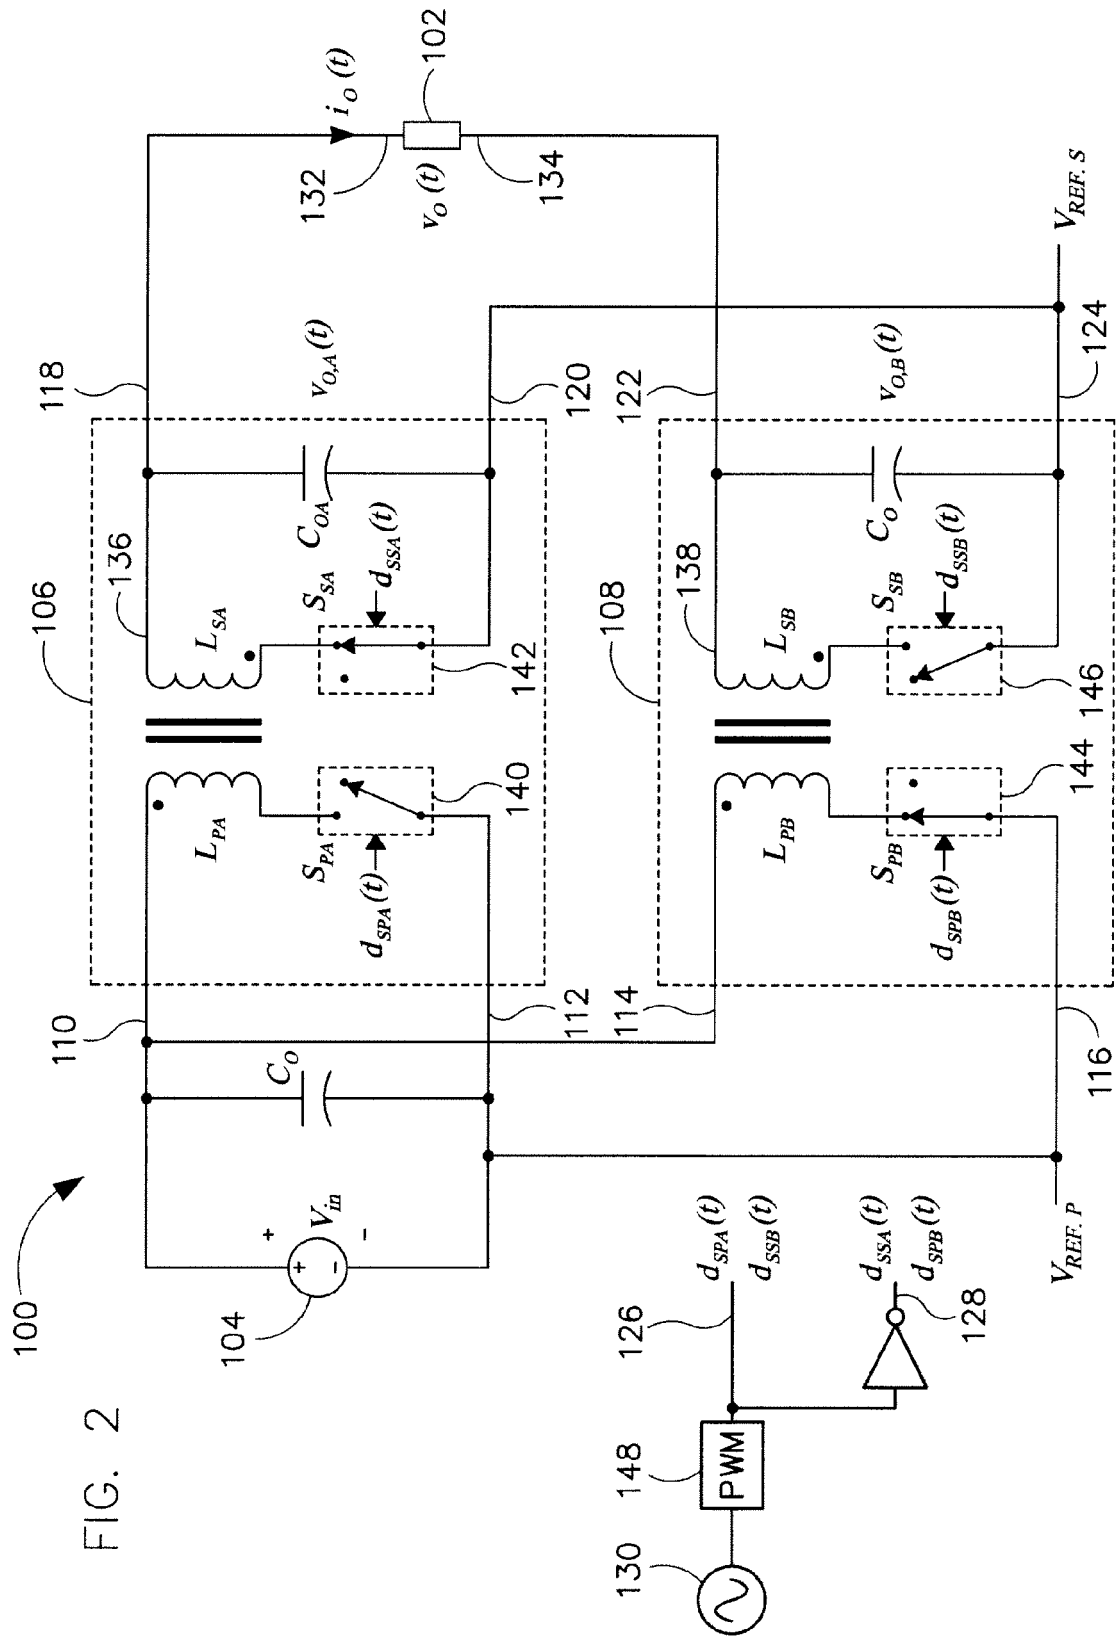 FIG. 2
100
104
V_in
+
-
+
-
C_O
110
112
114
116
V_REF.P
106
136
L_PA
L_SA
S_PA
d_SPA(t)
140
S_SA
d_SSA(t)
142
C_OA
118
v_O,A(t)
120
132
i_O(t)
102
v_O(t)
134
108
138
L_PB
L_SB
S_PB
d_SPB(t)
144
S_SB
d_SSB(t)
146
C_O
122
v_O,B(t)
124
V_REF.S
130
148
PWM
126
d_SPA(t)
d_SSB(t)
128
d_SSA(t)
d_SPB(t)